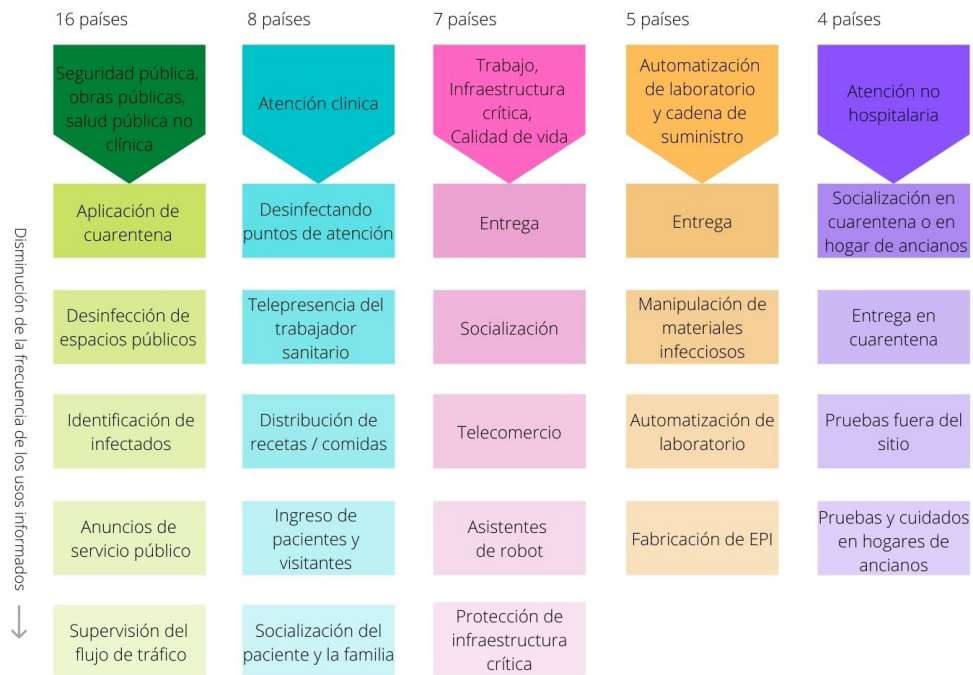 16 países
8 países
7 países
5 países
4 países
Seguridad pública,
obras públicas,
salud pública no
clínica
Atención clinica
Trabajo,
Infraestructura
crítica,
Calidad de vida
Automatización
de laboratorio
y cadena de
suministro
Atención no
hospitalaria
Aplicación de
cuarentena
Desinfectando
puntos de atención
Entrega
Entrega
Socialización en
cuarentena o en
hogar de ancianos
Desinfección de
espacios públicos
Telepresencia del
trabajador
sanitario
Socialización
Manipulación de
materiales
infecciosos
Entrega en
cuarentena
Identificación de
infectados
Distribución de
recetas / comidas
Telecomercio
Automatización de
laboratorio
Pruebas fuera del
sitio
Anuncios de
servicio público
Ingreso de
pacientes y
visitantes
Asistentes
de robot
Fabricación de EPI
Pruebas y cuidados
en hogares de
ancianos
Supervisión del
flujo de tráfico
Socialización del
paciente y la familia
Protección de
infraestructura
crítica
Disminución de la frecuencia de los usos informados